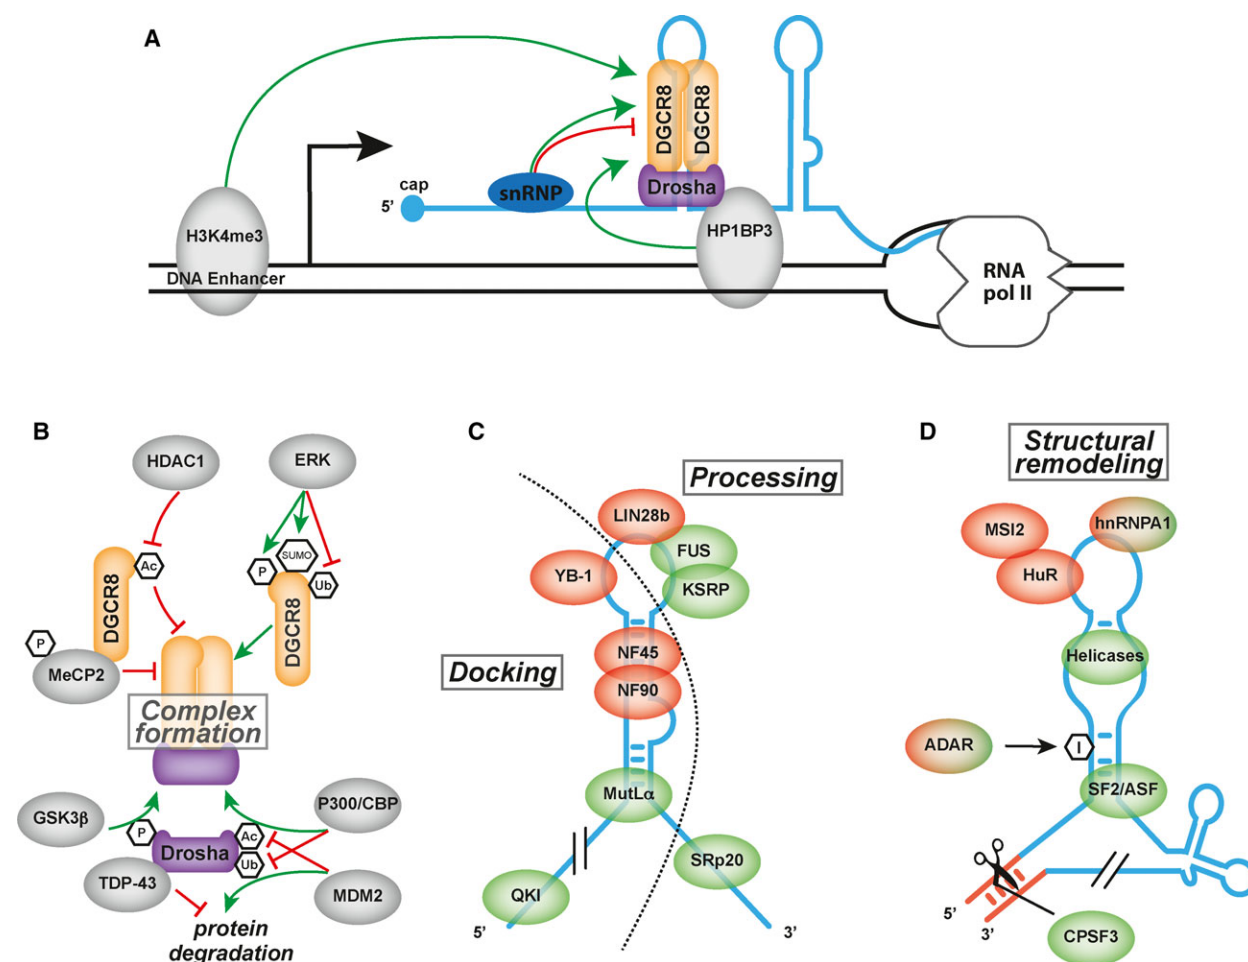 A
DGCR8
DGCR8
cap
5'
snRNP
Drosha
H3K4me3
HP1BP3
DNA Enhancer
RNA
pol II
B
HDAC1
ERK
Ac
P
SUMO
Ub
DGCR8
DGCR8
P
MeCP2
Complex
formation
GSK3β
P300/CBP
P
Drosha
Ac
Ub
TDP-43
MDM2
protein
degradation
C
Processing
LIN28b
FUS
YB-1
KSRP
NF45
Docking
NF90
MutLα
SRp20
QKI
5'
3'
D
Structural
remodeling
MSI2
hnRNPA1
HuR
Helicases
ADAR
I
SF2/ASF
5'
3'
CPSF3